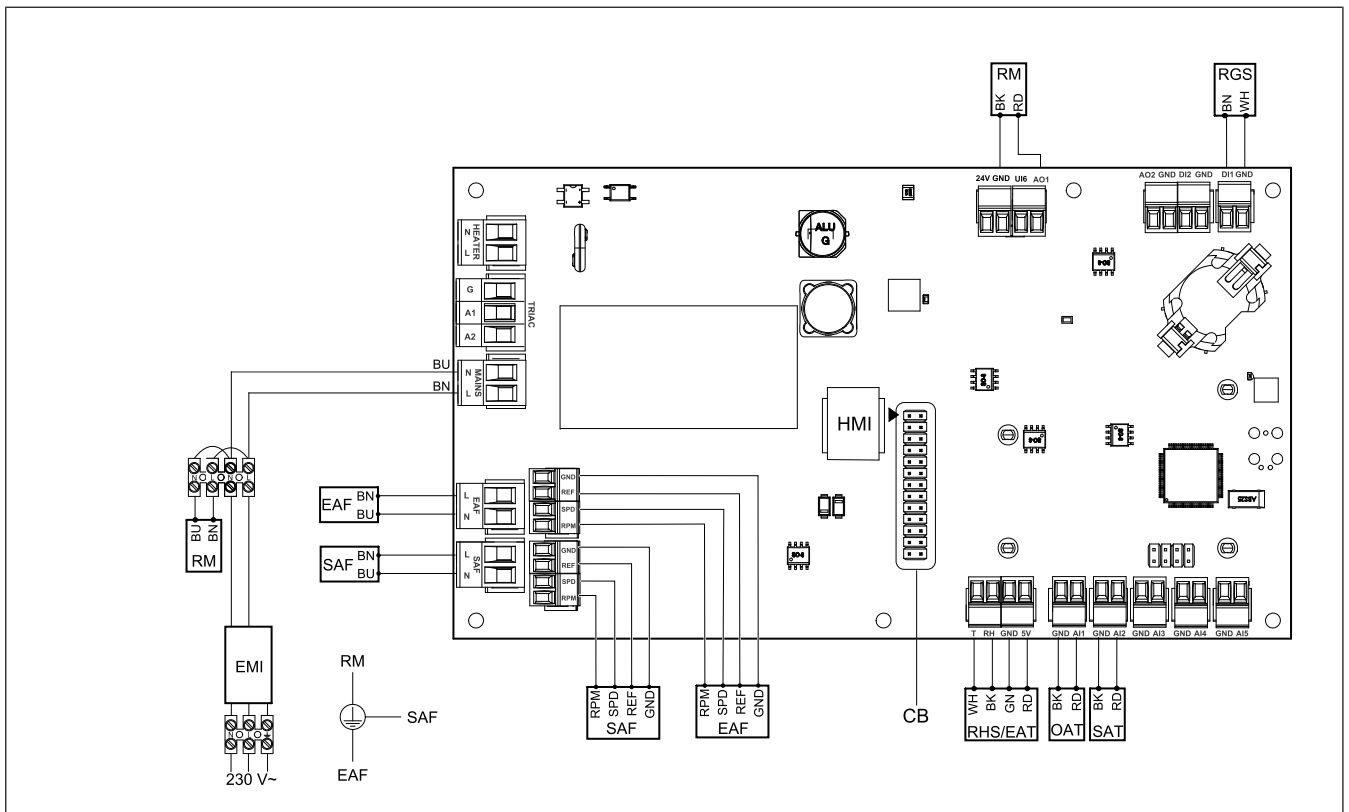 RM
BK
RD
RGS
BN
WH
24V GND UI6 AO1
AO2 GND DI2 GND DI1 GND
HEATER
N
L
G
A1
A2
TRIAC
ALU
G
BU
BN
N
L
MAINS
HMI
N L N L
BU
BN
RM
EAF
BN
BU
L
N
EAF
GND
REF
SPD
RPM
SAF
BN
BU
L
N
SAF
GND
REF
SPD
RPM
EMI
N L
230 V~
RM
SAF
EAF
RPM
SPD
REF
GND
SAF
RPM
SPD
REF
GND
EAF
CB
T RH GND 5V GND AI1 GND AI2 GND AI3 GND AI4 GND AI5
WH
BK
GN
RD
RHS/EAT
BK
RD
OAT
BK
RD
SAT